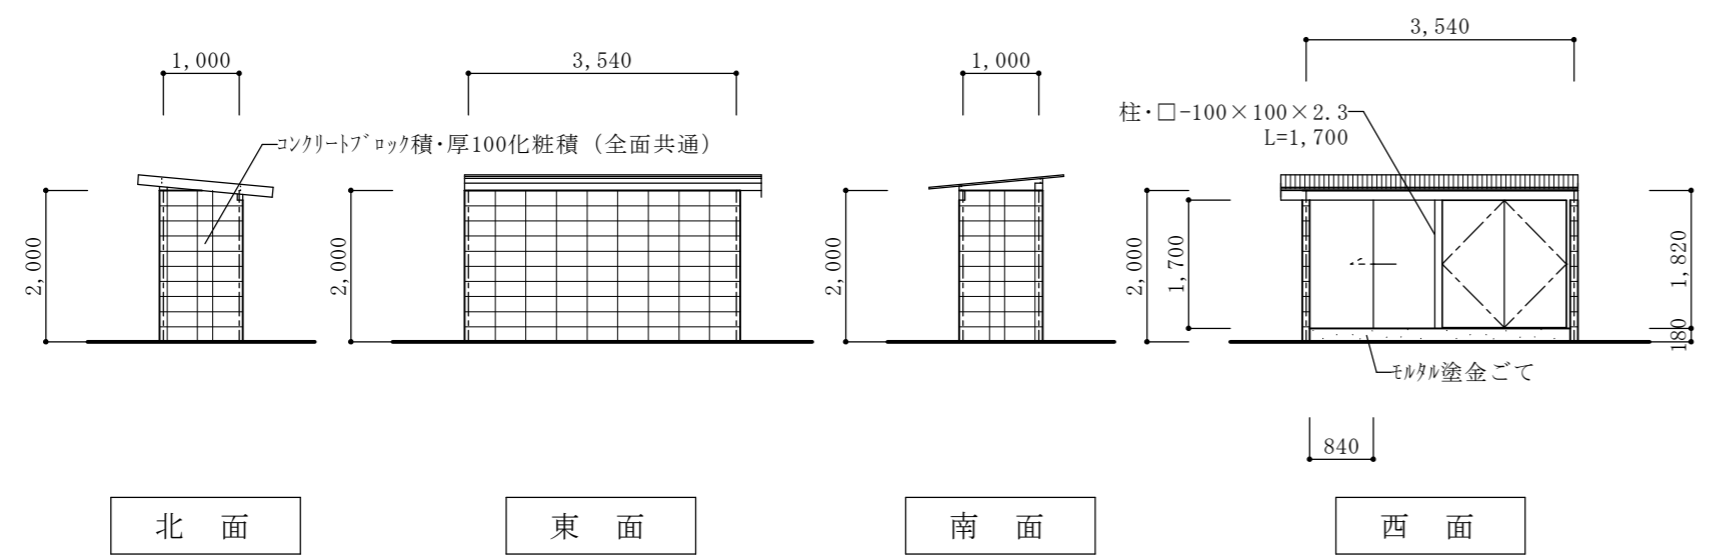 1,000
コンクリートブロック積・厚100化粧積（全面共通）
2,000
北 面
3,540
2,000
東 面
1,000
2,000
南 面
3,540
柱・□-100×100×2.3
L=1,700
2,000
1,700
1,820
180
モルタル塗金ごて
840
西 面